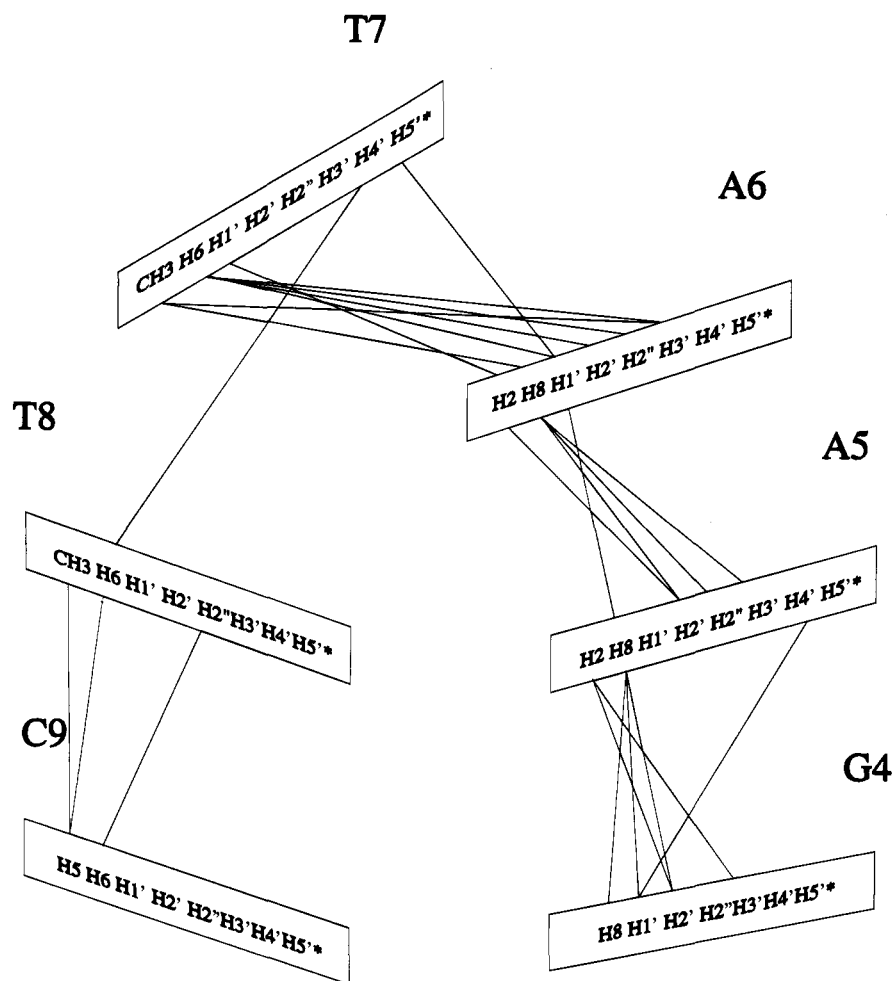 T7
CH3 H6 H1' H2' H2" H3' H4' H5'*
A6
H2 H8 H1' H2' H2" H3' H4' H5'*
T8
CH3 H6 H1' H2' H2"H3'H4'H5'*
A5
H2 H8 H1' H2' H2" H3' H4' H5'*
C9
H5 H6 H1' H2' H2"H3'H4'H5'*
G4
H8 H1' H2' H2"H3'H4'H5'*